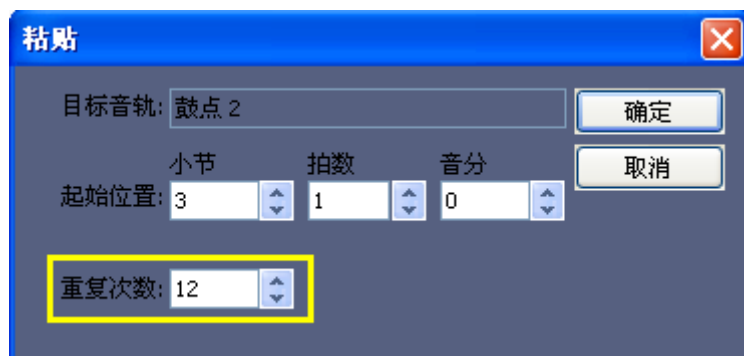 粘贴
目标音轨: 鼓点 2
确定
小节 拍数 音分
取消
起始位置: 3 1 0
重复次数: 12